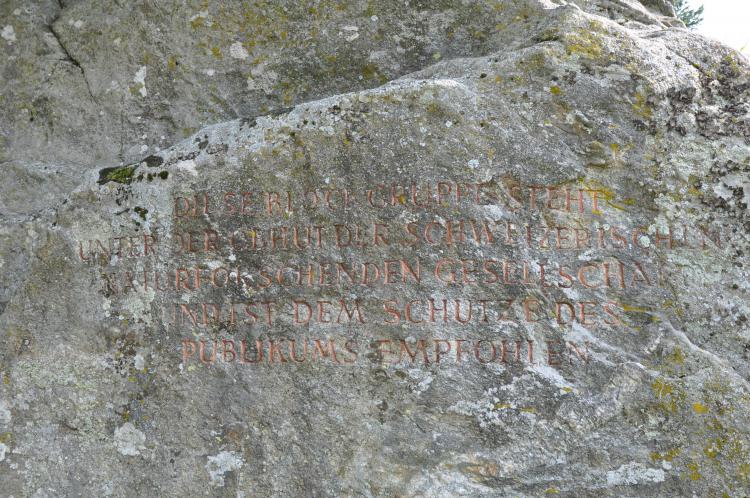 DIESE BLOCKGRUPPE STEHT
UNTER DER OBHUT DER SCHWEIZERISCHEN
NATURFORSCHENDEN GESELLSCHAFT
UND IST DEM SCHUTZE DES
PUBLIKUMS EMPFOHLEN